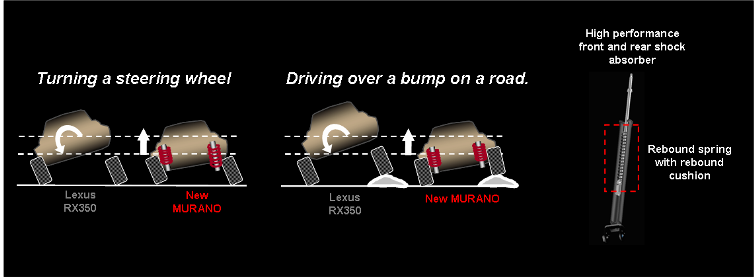 Turning a steering wheel
Lexus
RX350
New
MURANO
Driving over a bump on a road.
Lexus
RX350
New MURANO
High performance
front and rear shock
absorber
Rebound spring
with rebound
cushion